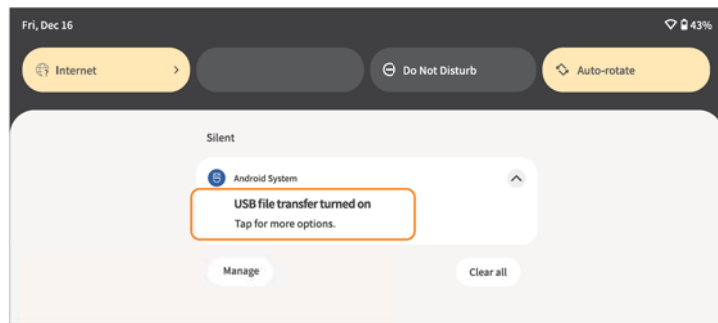 Fri, Dec 16
43%
Internet
Do Not Disturb
Auto-rotate
Silent
Android System
USB file transfer turned on
Tap for more options.
Manage
Clear all